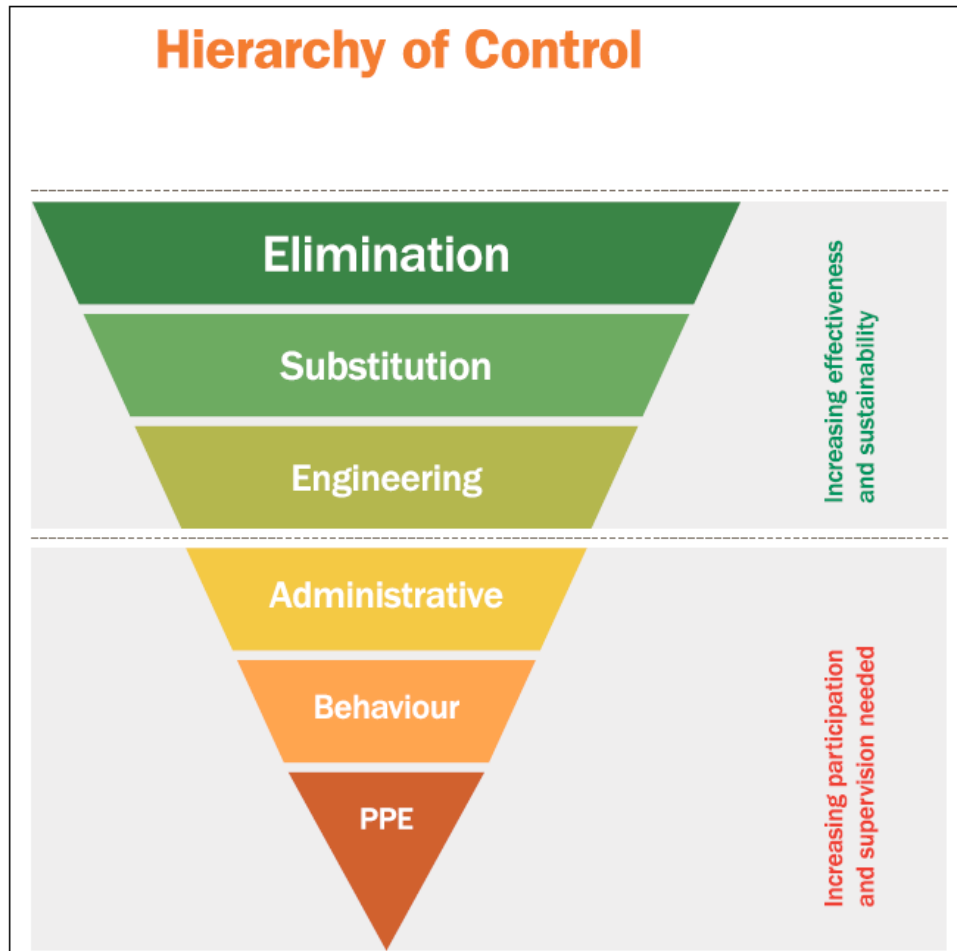 Hierarchy of Control
Elimination
Substitution
Engineering
Increasing effectiveness
and sustainability
Administrative
Behaviour
PPE
Increasing participation
and supervision needed